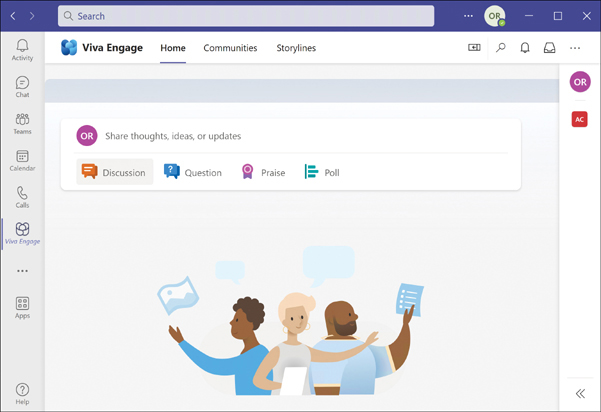 Search
OR
Activity
Chat
Teams
Calendar
Calls
Viva Engage
Apps
Help
Viva Engage Home Communities Storylines
OR Share thoughts, ideas, or updates
Discussion Question Praise Poll
OR
AC